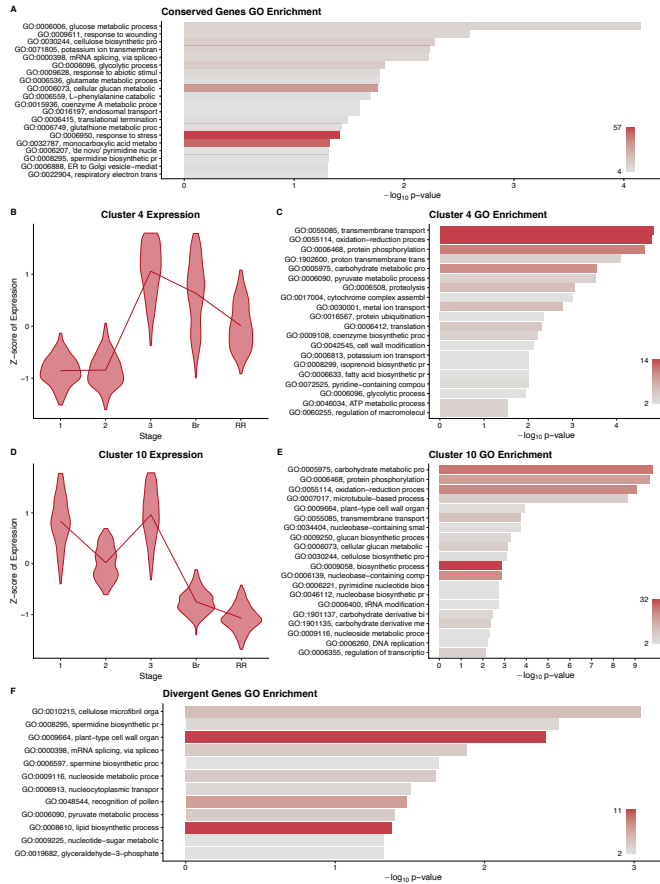 A
Conserved Genes GO Enrichment
GO:0006006, glucose metabolic process
GO:0009611, response to wounding
GO:0030244, cellulose biosynthetic pro
GO:0071805, potassium ion transmembran
GO:0000398, mRNA splicing, via spliceo
GO:0006096, glycolytic process
GO:0009628, response to abiotic stimul
GO:0006536, glutamate metabolic proces
GO:0006073, cellular glucan metabolic
GO:0006559, L-phenylalanine catabolic
GO:0015936, coenzyme A metabolic proce
GO:0016197, endosomal transport
GO:0006415, translational termination
GO:0006749, glutathione metabolic proc
GO:0006950, response to stress
GO:0032787, monocarboxylic acid metabo
GO:0006207, 'de novo' pyrimidine nucle
GO:0008295, spermidine biosynthetic pr
GO:0006888, ER to Golgi vesicle-mediat
GO:0022904, respiratory electron trans
57
4
0 1 2 3 4
−log10 p-value
B
Cluster 4 Expression
Z-score of Expression
1
0
−1
1 2 3 Br RR
Stage
C
Cluster 4 GO Enrichment
GO:0055085, transmembrane transport
GO:0055114, oxidation-reduction proces
GO:0006468, protein phosphorylation
GO:1902600, proton transmembrane trans
GO:0005975, carbohydrate metabolic pro
GO:0006090, pyruvate metabolic process
GO:0006508, proteolysis
GO:0017004, cytochrome complex assembl
GO:0030001, metal ion transport
GO:0016567, protein ubiquitination
GO:0006412, translation
GO:0009108, coenzyme biosynthetic proc
GO:0042545, cell wall modification
GO:0006813, potassium ion transport
GO:0008299, isoprenoid biosynthetic pr
GO:0006633, fatty acid biosynthetic pr
GO:0072525, pyridine-containing compou
GO:0006096, glycolytic process
GO:0046034, ATP metabolic process
GO:0060255, regulation of macromolecul
14
2
0 1 2 3 4
−log10 p-value
D
Cluster 10 Expression
Z-score of Expression
1
0
−1
1 2 3 Br RR
Stage
E
Cluster 10 GO Enrichment
GO:0005975, carbohydrate metabolic pro
GO:0006468, protein phosphorylation
GO:0055114, oxidation-reduction proces
GO:0007017, microtubule-based process
GO:0009664, plant-type cell wall organ
GO:0055085, transmembrane transport
GO:0034404, nucleobase-containing smal
GO:0009250, glucan biosynthetic proces
GO:0006073, cellular glucan metabolic
GO:0030244, cellulose biosynthetic pro
GO:0009058, biosynthetic process
GO:0006139, nucleobase-containing comp
GO:0006221, pyrimidine nucleotide bios
GO:0046112, nucleobase biosynthetic pr
GO:0006400, tRNA modification
GO:1901137, carbohydrate derivative bi
GO:1901135, carbohydrate derivative me
GO:0009116, nucleoside metabolic proce
GO:0006260, DNA replication
GO:0006355, regulation of transcriptio
32
2
0 1 2 3 4 5 6 7 8 9
−log10 p-value
F
Divergent Genes GO Enrichment
GO:0010215, cellulose microfibril orga
GO:0008295, spermidine biosynthetic pr
GO:0009664, plant-type cell wall organ
GO:0000398, mRNA splicing, via spliceo
GO:0006597, spermine biosynthetic proc
GO:0009116, nucleoside metabolic proce
GO:0006913, nucleocytoplasmic transpor
GO:0048544, recognition of pollen
GO:0006090, pyruvate metabolic process
GO:0008610, lipid biosynthetic process
GO:0009225, nucleotide-sugar metabolic
GO:0019682, glyceraldehyde-3-phosphate
11
2
0 1 2 3
−log10 p-value